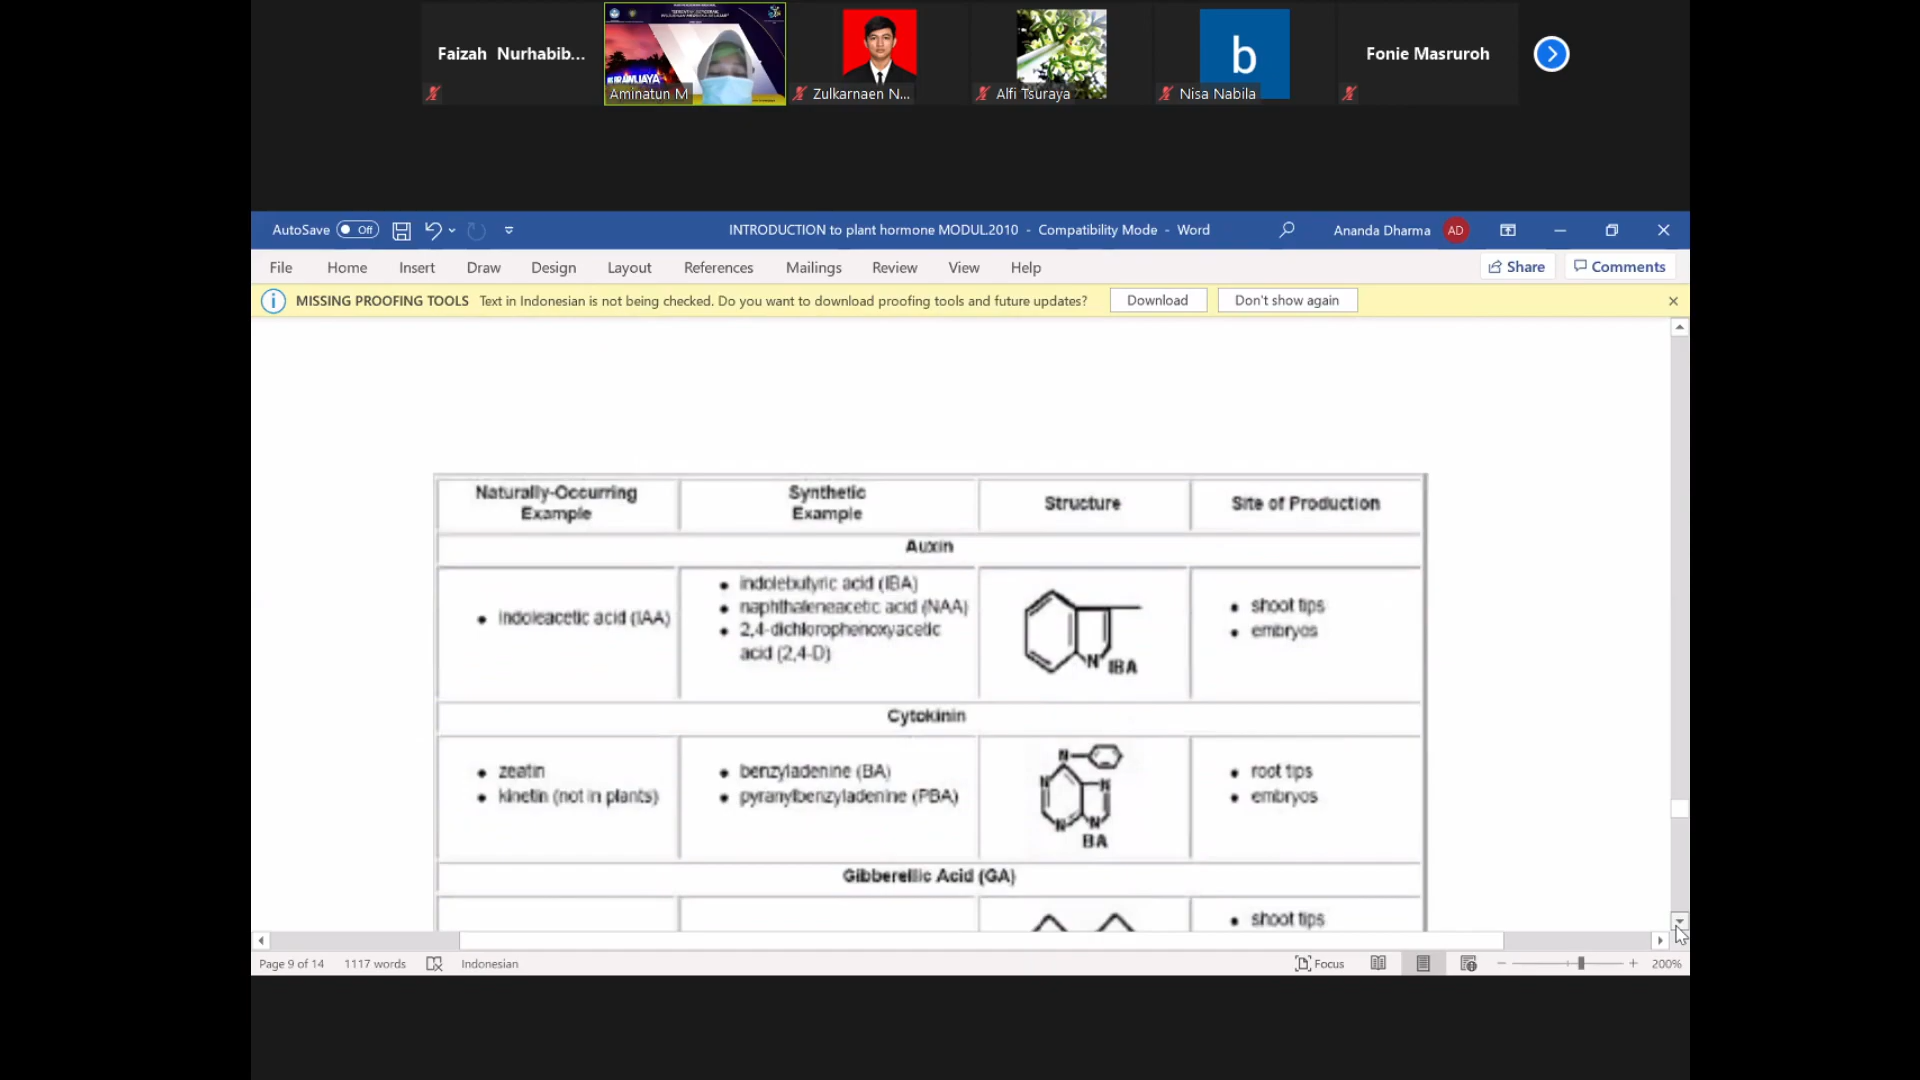 Faizah Nurhabib...
Aminatun M
Zulkarnaen N...
Alfi Tsuraya
b
Nisa Nabila
Fonie Masruroh
AutoSave Off
INTRODUCTION to plant hormone MODUL.2010 - Compatibility Mode - Word
Ananda Dharma AD
File Home Insert Draw Design Layout References Mailings Review View Help
Share Comments
MISSING PROOFING TOOLS Text in Indonesian is not being checked. Do you want to download proofing tools and future updates? Download Don't show again
Naturally-Occurring
Example
Synthetic
Example
Structure
Site of Production
Auxin
• indoleacetic acid (IAA)
• indolebutyric acid (IBA)
• naphthaleneacetic acid (NAA)
• 2,4-dichlorophenoxyacetic
acid (2,4-D)
N IBA
• shoot tips
• embryos
Cytokinin
• zeatin
• kinetin (not in plants)
• benzyladenine (BA)
• pyranylbenzyladenine (PBA)
N
N N
N N
BA
• root tips
• embryos
Gibberellic Acid (GA)
• shoot tips
Page 9 of 14 1117 words Indonesian Focus 200%